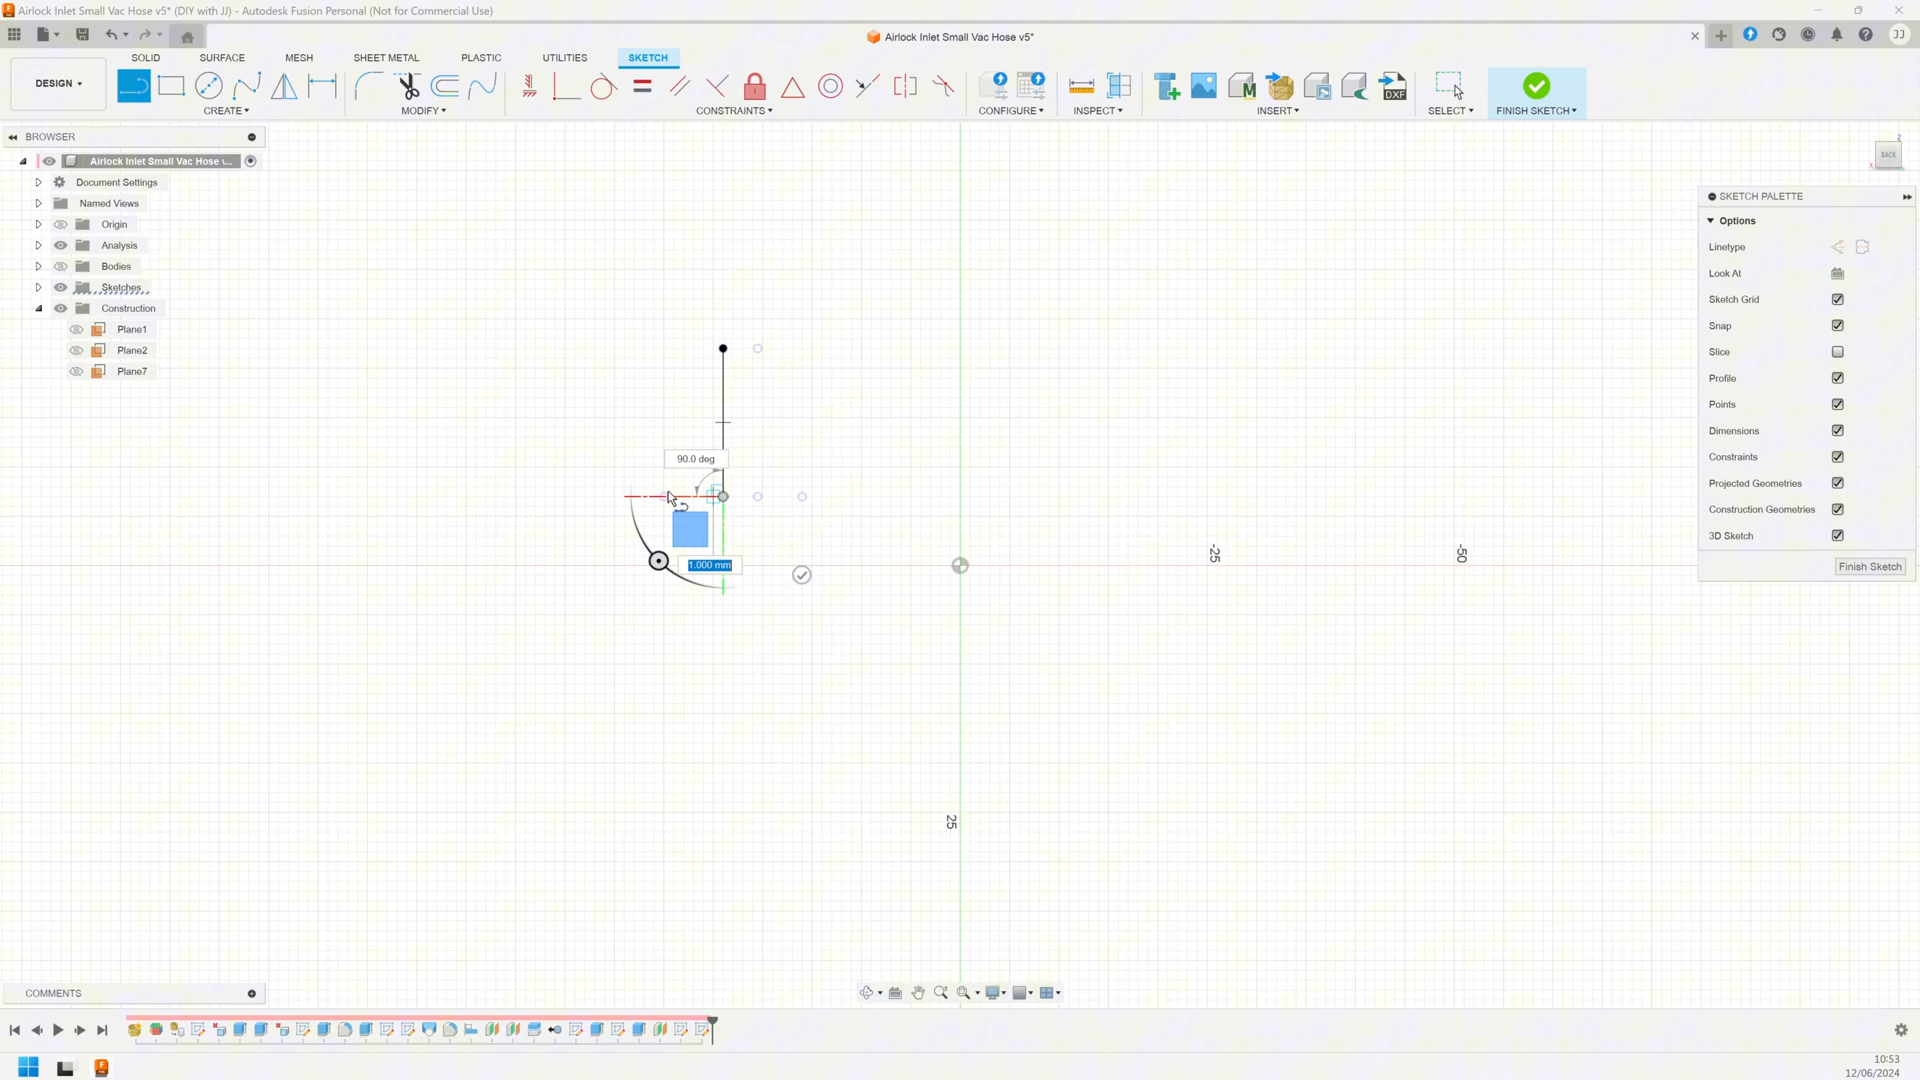 Airlock Inlet Small Vac Hose v5* (DIY with JJ) - Autodesk Fusion Personal (Not for Commercial Use)
Airlock Inlet Small Vac Hose v5*
JJ
SOLID SURFACE MESH SHEET METAL PLASTIC UTILITIES SKETCH
DESIGN
CREATE MODIFY CONSTRAINTS CONFIGURE INSPECT INSERT SELECT FINISH SKETCH
DXF
BROWSER
BACK
Z
X
Airlock Inlet Small Vac Hose v...
Document Settings
Named Views
Origin
Analysis
Bodies
Sketches
Construction
Plane1
Plane2
Plane7
SKETCH PALETTE
Options
Linetype
Look At
Sketch Grid
Snap
Slice
Profile
Points
Dimensions
Constraints
Projected Geometries
Construction Geometries
3D Sketch
Finish Sketch
90.0 deg
1.000 mm
-25
-50
25
COMMENTS
10:53
12/06/2024